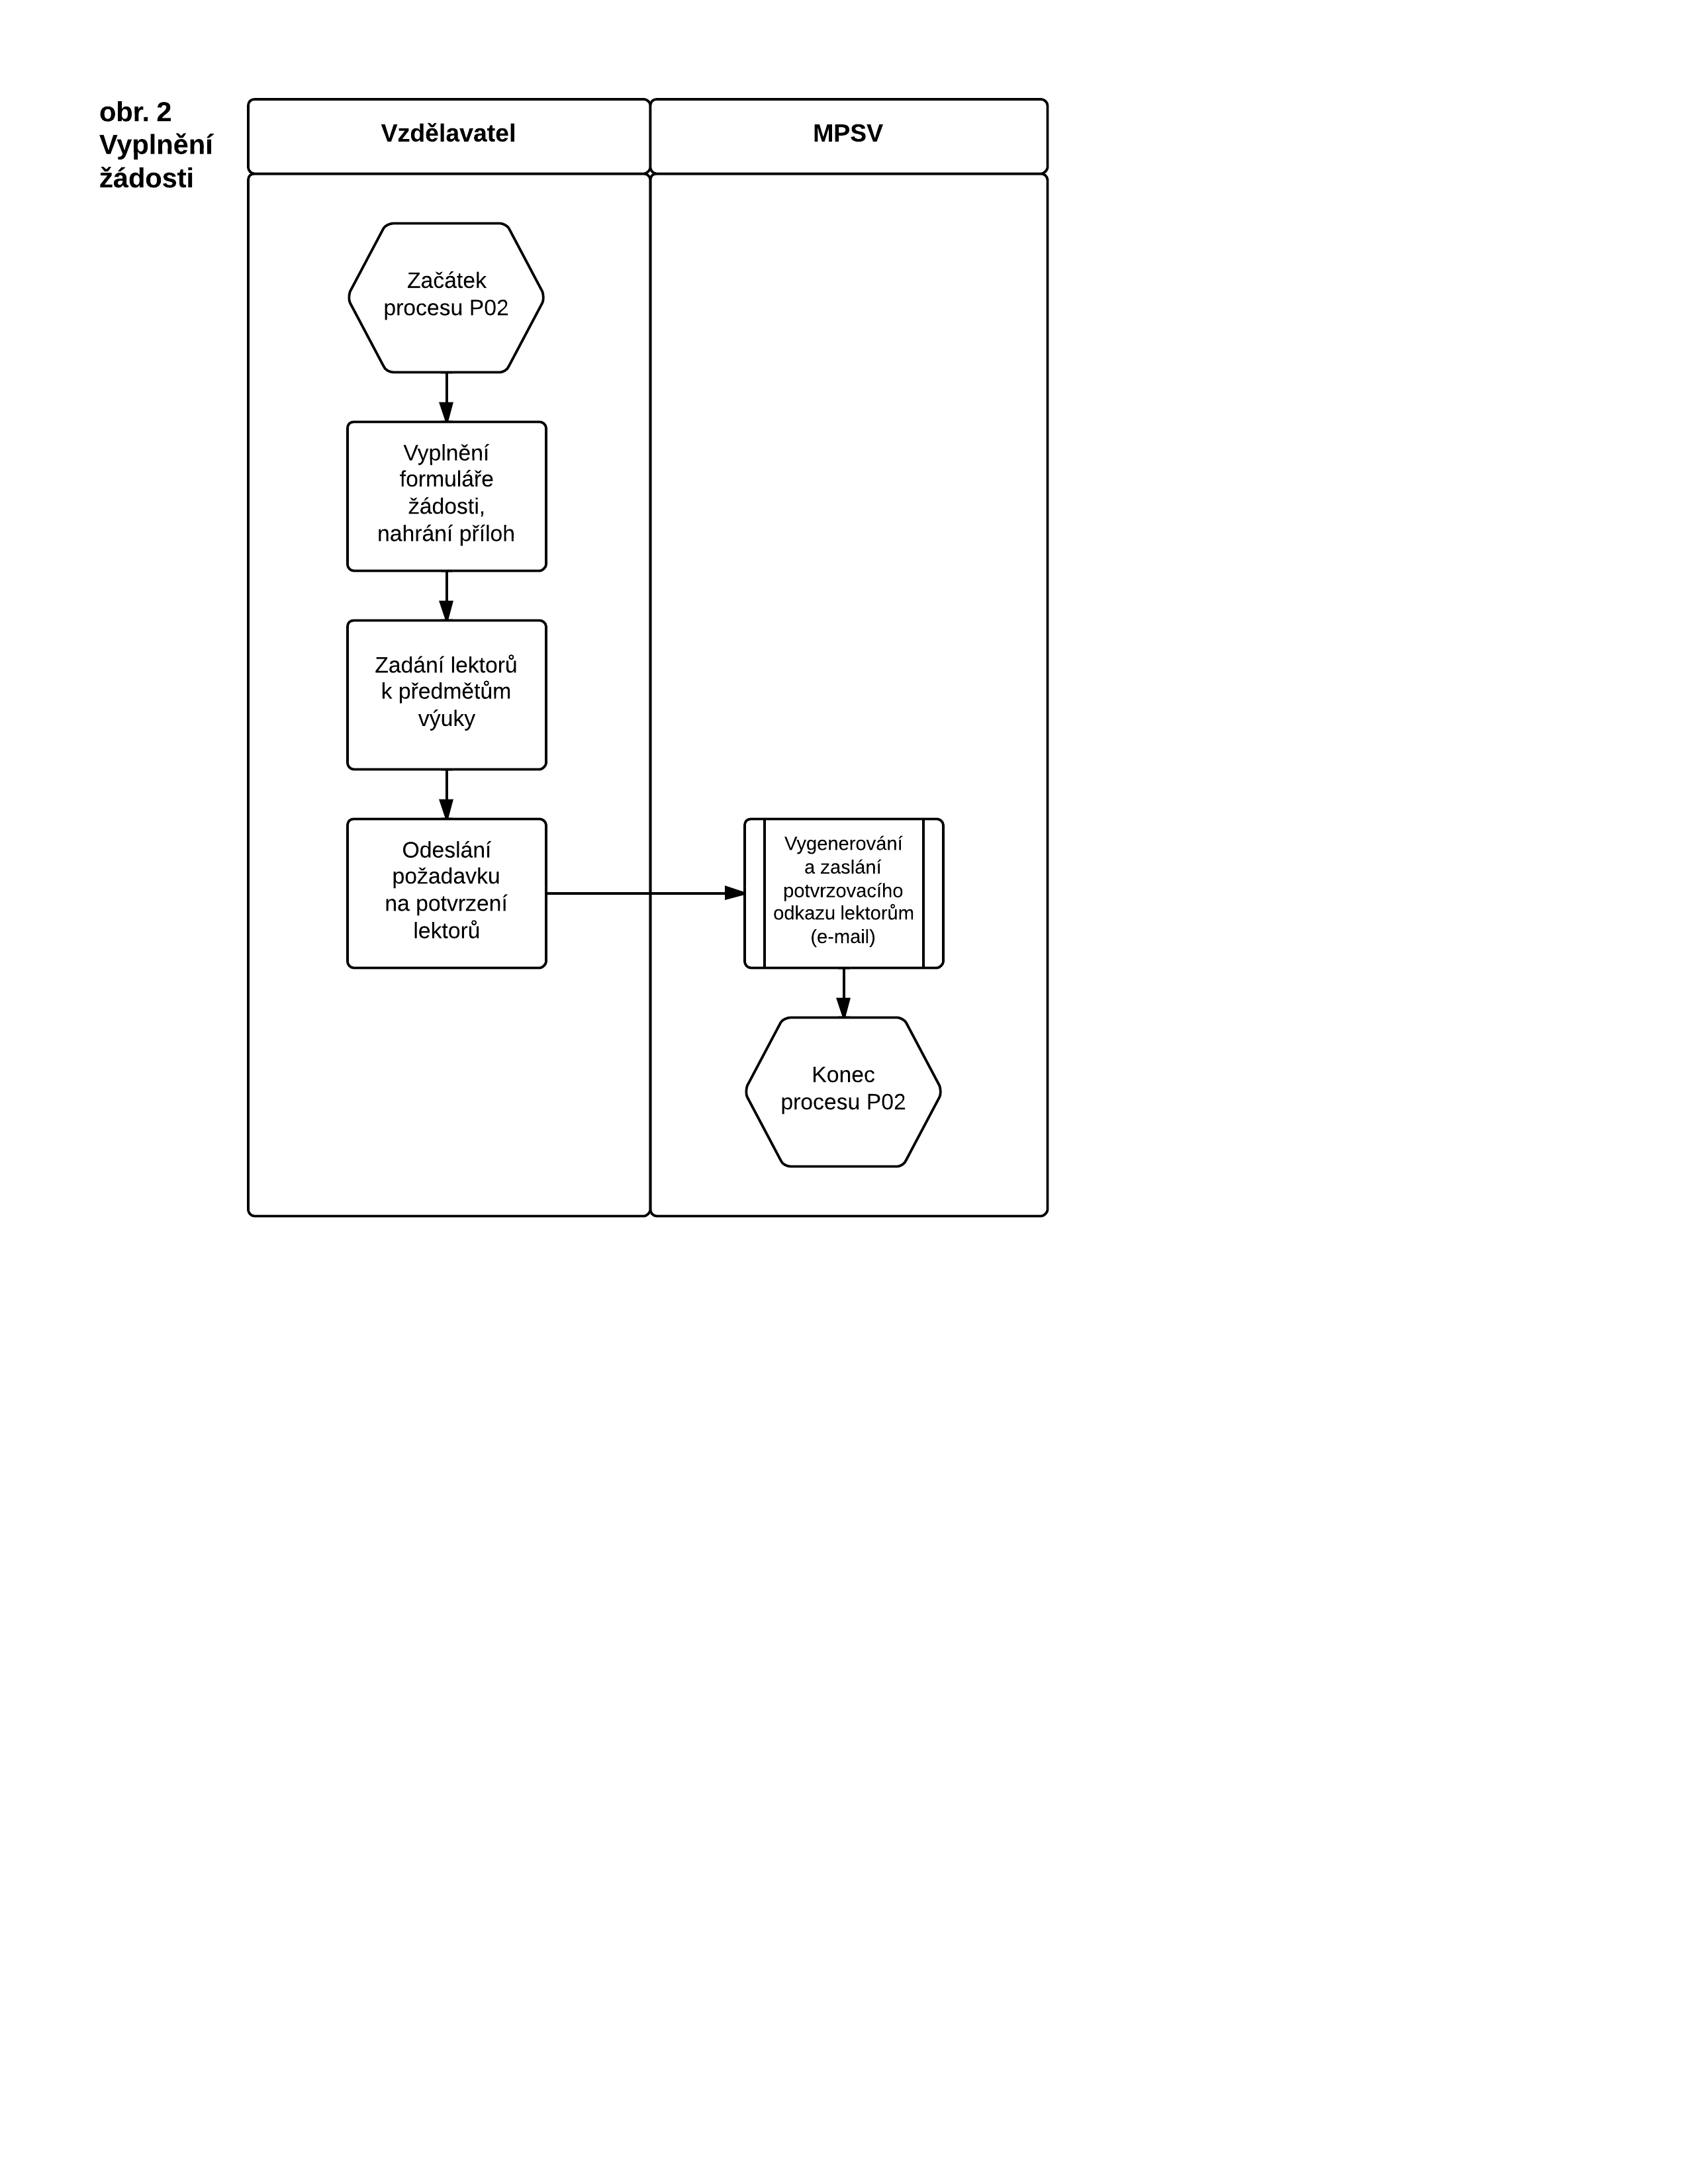 obr. 2
Vyplnění
žádosti
Vzdělavatel
MPSV
Začátek
procesu P02
Vyplnění
formuláře
žádosti,
nahrání příloh
Zadání lektorů
k předmětům
výuky
Odeslání
požadavku
na potvrzení
lektorů
Vygenerování
a zaslání
potvrzovacího
odkazu lektorům
(e-mail)
Konec
procesu P02